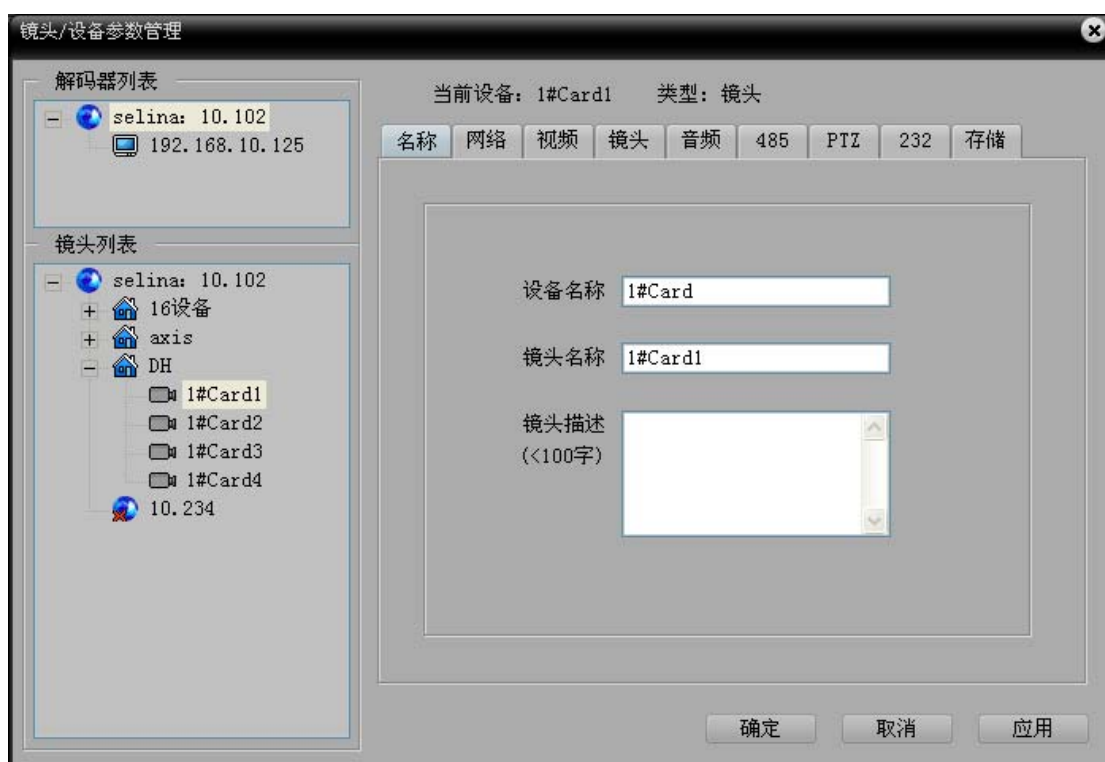 镜头/设备参数管理
解码器列表
selina: 10.102
192.168.10.125
镜头列表
selina: 10.102
16设备
axis
DH
1#Card1
1#Card2
1#Card3
1#Card4
10.234
当前设备: 1#Card1 类型: 镜头
名称 网络 视频 镜头 音频 485 PTZ 232 存储
设备名称 1#Card
镜头名称 1#Card1
镜头描述
(<100字)
确定 取消 应用